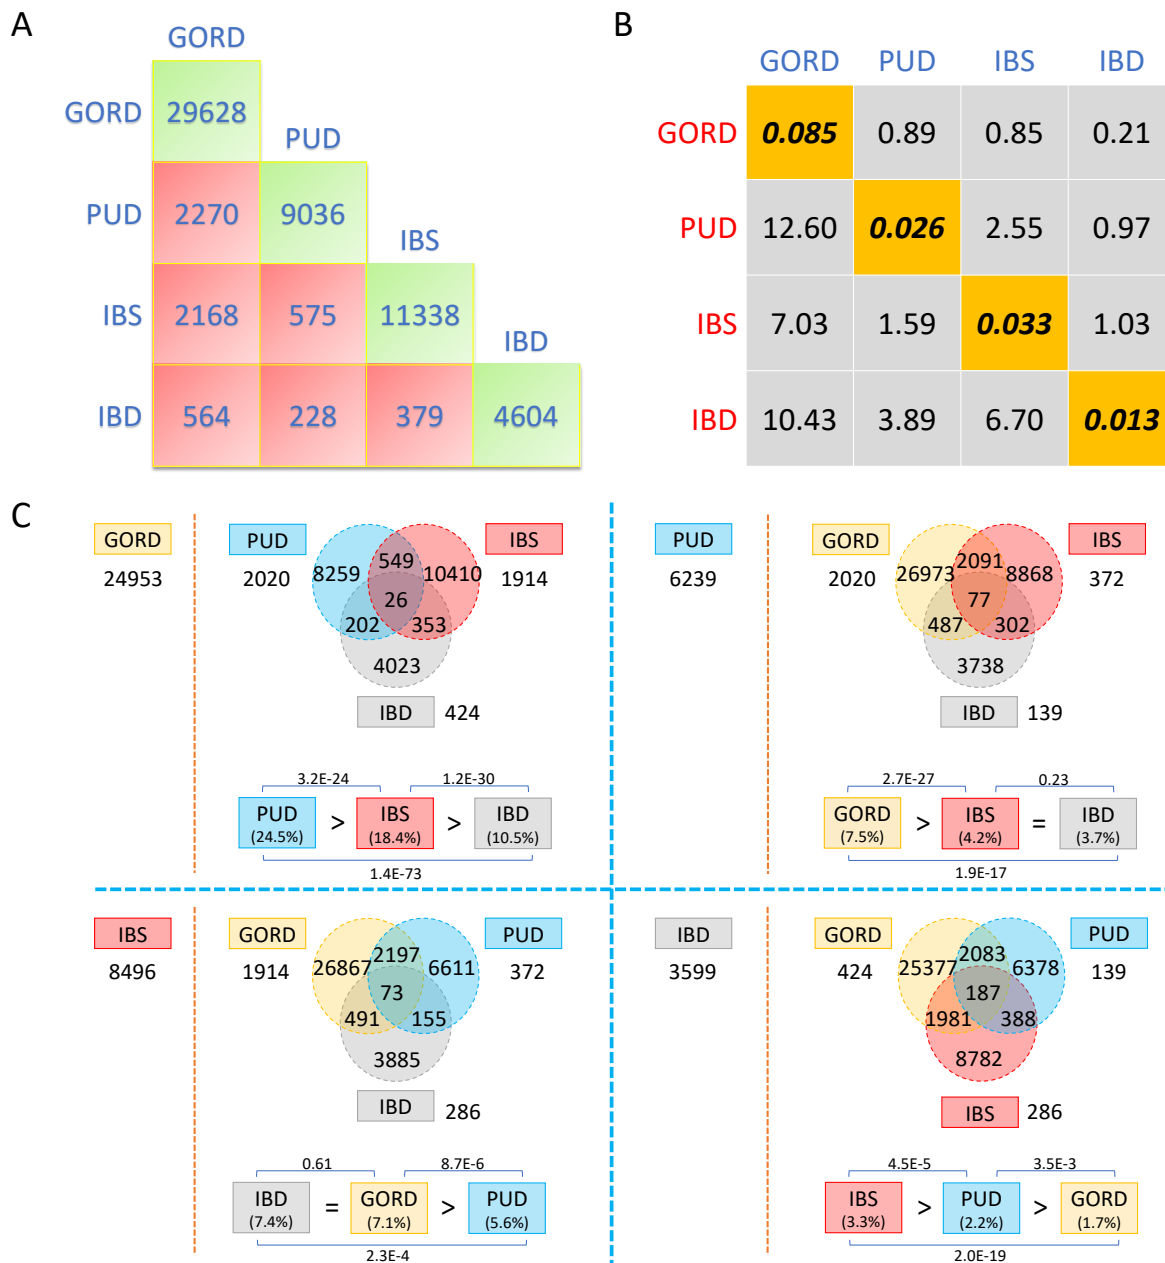 A
GORD
GORD 29628
PUD
PUD 2270 9036
IBS
IBS 2168 575 11338
IBD
IBD 564 228 379 4604
B
GORD PUD IBS IBD
GORD 0.085 0.89 0.85 0.21
PUD 12.60 0.026 2.55 0.97
IBS 7.03 1.59 0.033 1.03
IBD 10.43 3.89 6.70 0.013
C
GORD
24953
PUD
2020
IBS
1914
8259 549 10410
26
202 353
4023
IBD 424
3.2E-24 1.2E-30
PUD > IBS > IBD
(24.5%) (18.4%) (10.5%)
1.4E-73
PUD
6239
GORD
2020
IBS
372
26973 2091 8868
77
487 302
3738
IBD 139
2.7E-27 0.23
GORD > IBS = IBD
(7.5%) (4.2%) (3.7%)
1.9E-17
IBS
8496
GORD
1914
PUD
372
26867 2197 6611
73
491 155
3885
IBD 286
0.61 8.7E-6
IBD = GORD > PUD
(7.4%) (7.1%) (5.6%)
2.3E-4
IBD
3599
GORD
424
PUD
139
25377 2083 6378
187
1981 388
8782
IBS 286
4.5E-5 3.5E-3
IBS > PUD > GORD
(3.3%) (2.2%) (1.7%)
2.0E-19